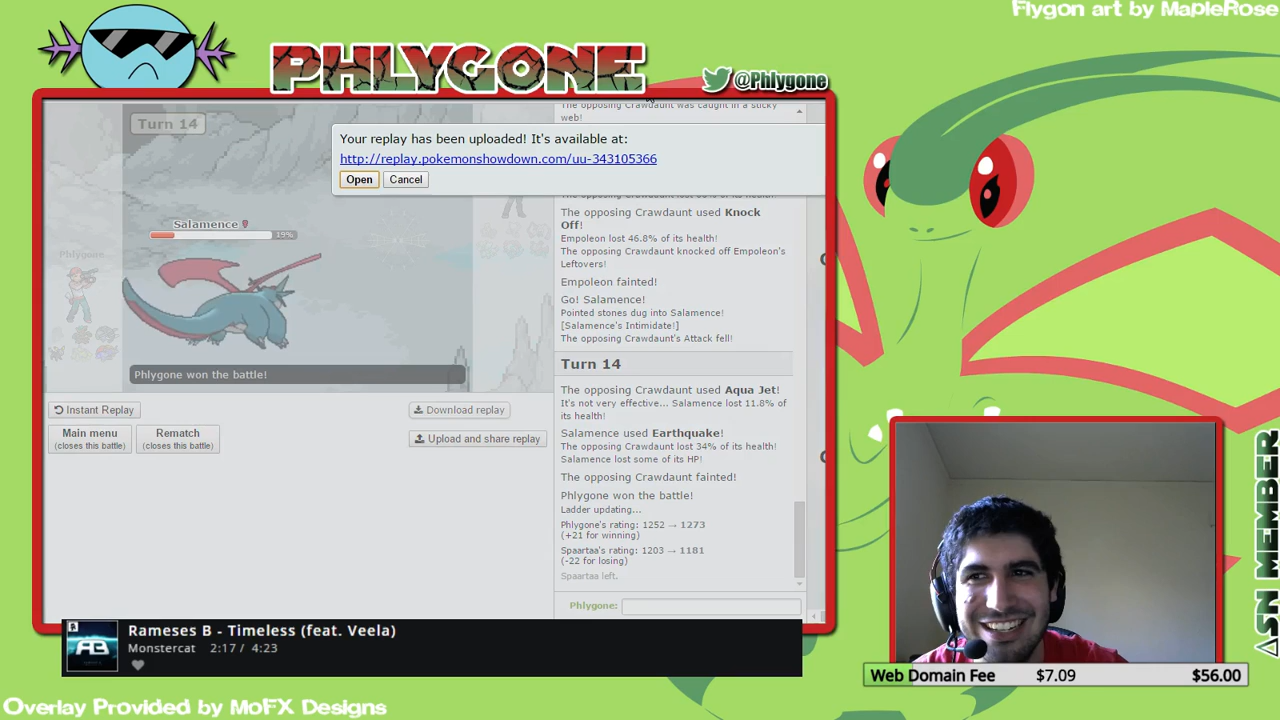 Flygon art by MapleRose
PHLYGONE
@Phlygone
Turn 14
The opposing Crawdaunt was caught in a sticky
web!
Your replay has been uploaded! It's available at:
http://replay.pokemonshowdown.com/uu-343105366
Open
Cancel
Salamence
19%
Phlygone
Phlygone won the battle!
The opposing Crawdaunt used Knock
Off!
Empoleon lost 46.8% of its health!
The opposing Crawdaunt knocked off Empoleon's
Leftovers!
Empoleon fainted!
Go! Salamence!
Pointed stones dug into Salamence!
[Salamence's Intimidate!]
The opposing Crawdaunt's Attack fell!
Turn 14
The opposing Crawdaunt used Aqua Jet!
It's not very effective... Salamence lost 11.8% of
its health!
Salamence used Earthquake!
The opposing Crawdaunt lost 34% of its health!
Salamence lost some of its HP!
The opposing Crawdaunt fainted!
Phlygone won the battle!
Ladder updating...
Phlygone's rating: 1252 → 1273
(+21 for winning)
Spaartaa's rating: 1203 → 1181
(-22 for losing)
Spaartaa left.
Phlygone:
Instant Replay
Download replay
Main menu
(closes this battle)
Rematch
(closes this battle)
Upload and share replay
Rameses B - Timeless (feat. Veela)
Monstercat 2:17 / 4:23
ASN MEMBER
Web Domain Fee $7.09 $56.00
Overlay Provided by MoFX Designs